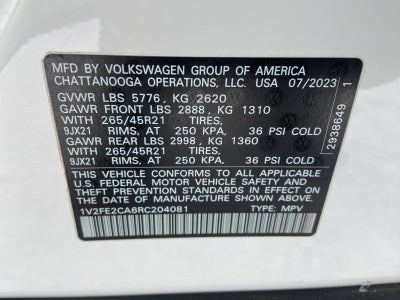 MFD BY VOLKSWAGEN GROUP OF AMERICA
CHATTANOOGA OPERATIONS, LLC. USA 07/2023
GVWR LBS 5776, KG 2620
GAWR FRONT LBS 2888, KG 1310
WITH 265/45R21 TIRES,
9JX21 RIMS, AT 250 KPA, 36 PSI COLD
GAWR REAR LBS 2998, KG 1360
WITH 265/45R21 TIRES,
9JX21 RIMS, AT 250 KPA, 36 PSI COLD
THIS VEHICLE CONFORMS TO ALL APPLICABLE
U.S. FEDERAL MOTOR VEHICLE SAFETY AND
THEFT PREVENTION STANDARDS IN EFFECT ON
THE DATE OF MANUFACTURE SHOWN ABOVE.
1V2FE2CA6RC204081 TYPE: MPV
2938649 1